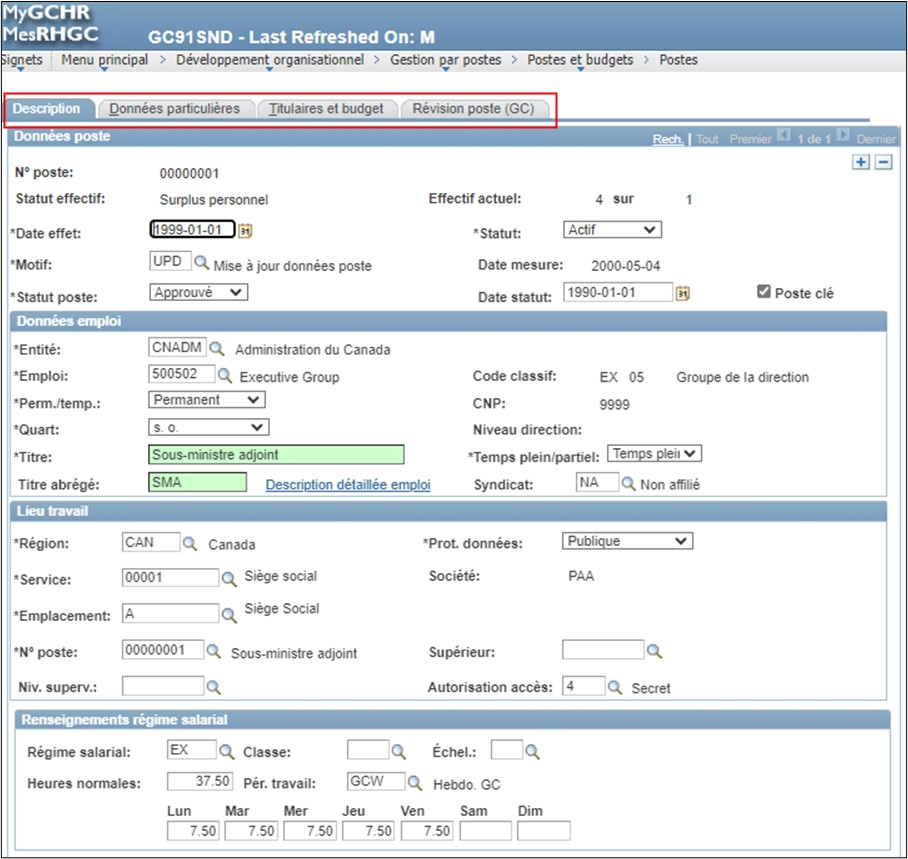 MyGCHR
MesRHGC GC91SND - Last Refreshed On: M
Signets Menu principal > Développement organisationnel > Gestion par postes > Postes et budgets > Postes
Description Données particulières Titulaires et budget Révision poste (GC)
Données poste Rech. | Tout Premier 1 de 1 Dernier
Nº poste: 00000001
Statut effectif: Surplus personnel Effectif actuel: 4 sur 1
*Date effet: 1999-01-01 *Statut: Actif
*Motif: UPD Mise à jour données poste Date mesure: 2000-05-04
*Statut poste: Approuvé Date statut: 1990-01-01 Poste clé
Données emploi
*Entité: CNADM Administration du Canada
*Emploi: 500502 Executive Group Code classif: EX 05 Groupe de la direction
*Perm./temp.: Permanent CNP: 9999
*Quart: s. o. Niveau direction:
*Titre: Sous-ministre adjoint *Temps plein/partiel: Temps plein
Titre abrégé: SMA Description détaillée emploi Syndicat: NA Non affilié
Lieu travail
*Région: CAN Canada *Prot. données: Publique
*Service: 00001 Siège social Société: PAA
*Emplacement: A Siège Social
*Nº poste: 00000001 Sous-ministre adjoint Supérieur:
Niv. superv.: Autorisation accès: 4 Secret
Renseignements régime salarial
Régime salarial: EX Classe: Échel.:
Heures normales: 37.50 Pér. travail: GCW Hebdo. GC
Lun Mar Mer Jeu Ven Sam Dim
7.50 7.50 7.50 7.50 7.50